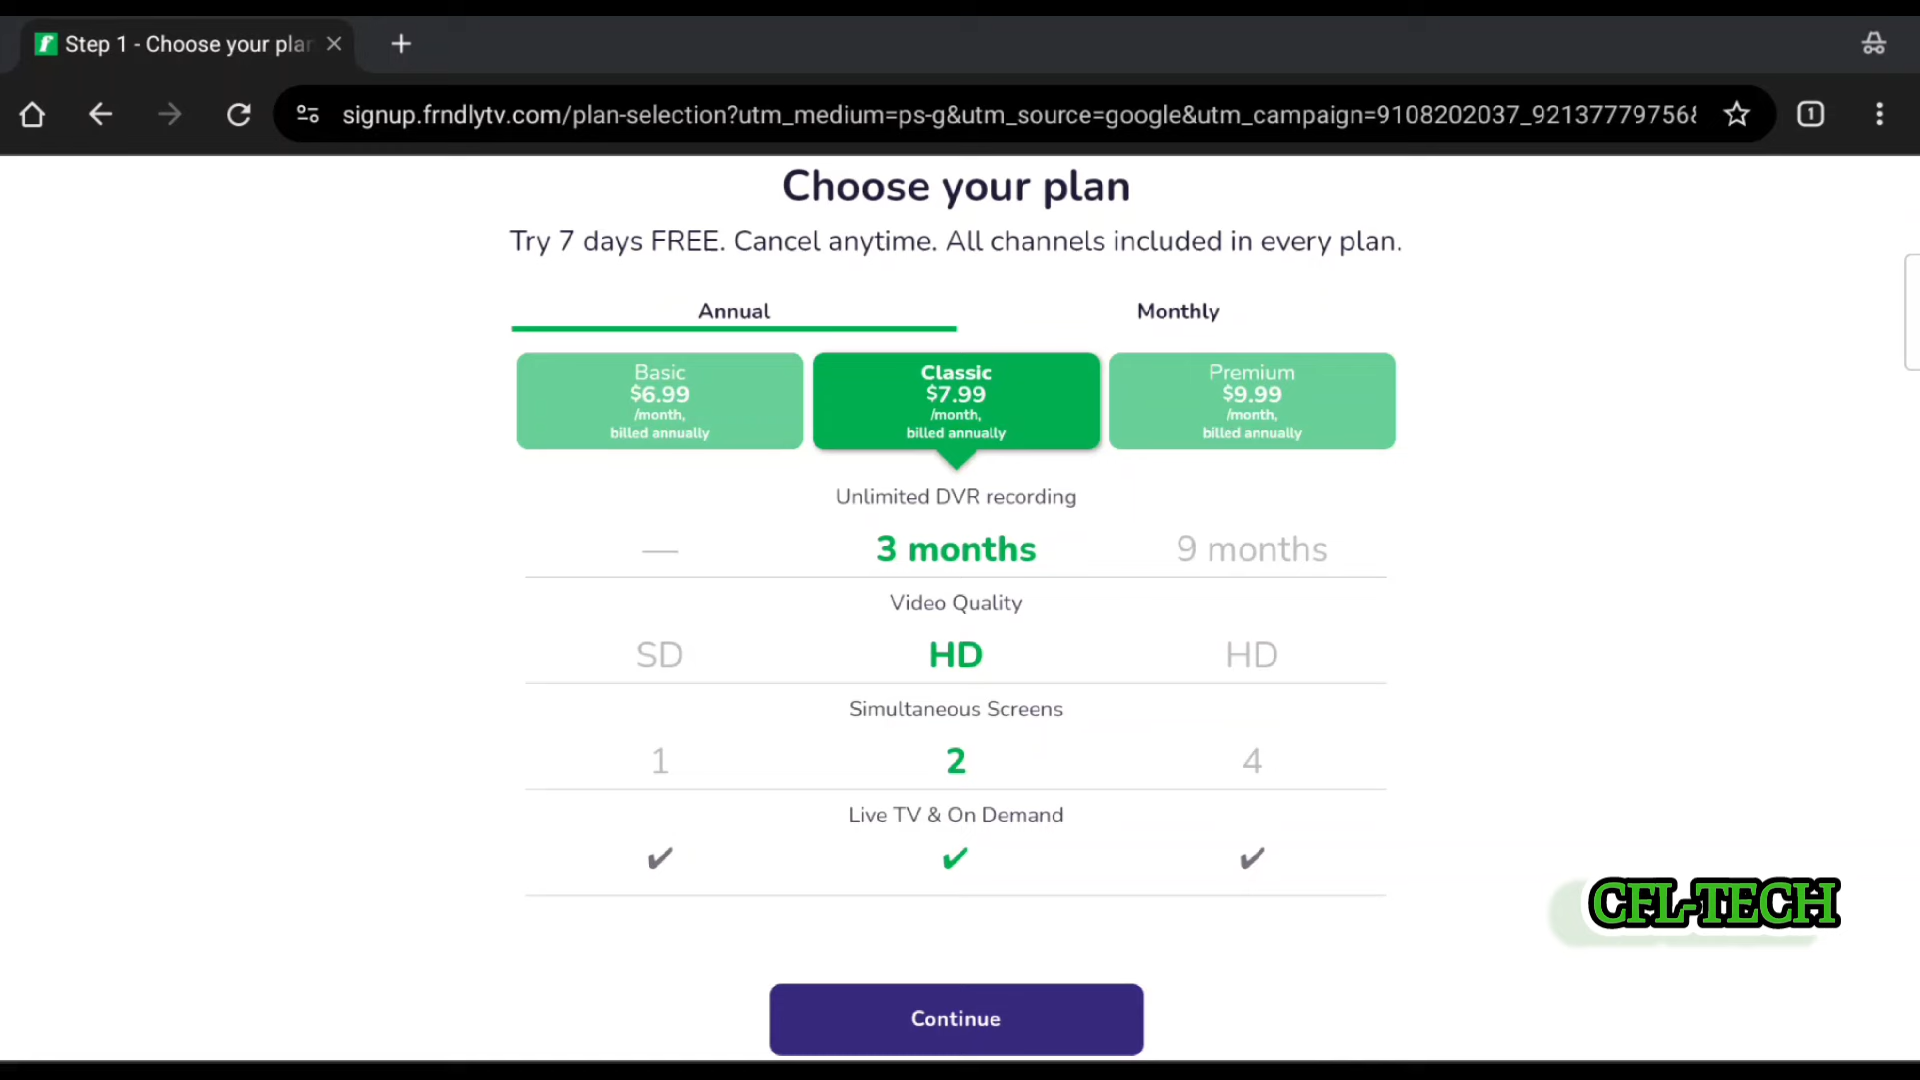 Step 1 - Choose your plan
signup.frndlytv.com/plan-selection?utm_medium=ps-g&utm_source=google&utm_campaign=9108202037_92137779756
1
Choose your plan
Try 7 days FREE. Cancel anytime. All channels included in every plan.
Annual Monthly
Basic Classic Premium
$6.99 $7.99 $9.99
/month, /month, /month,
billed annually billed annually billed annually
Unlimited DVR recording
— 3 months 9 months
Video Quality
SD HD HD
Simultaneous Screens
1 2 4
Live TV & On Demand
CFL-TECH
Continue